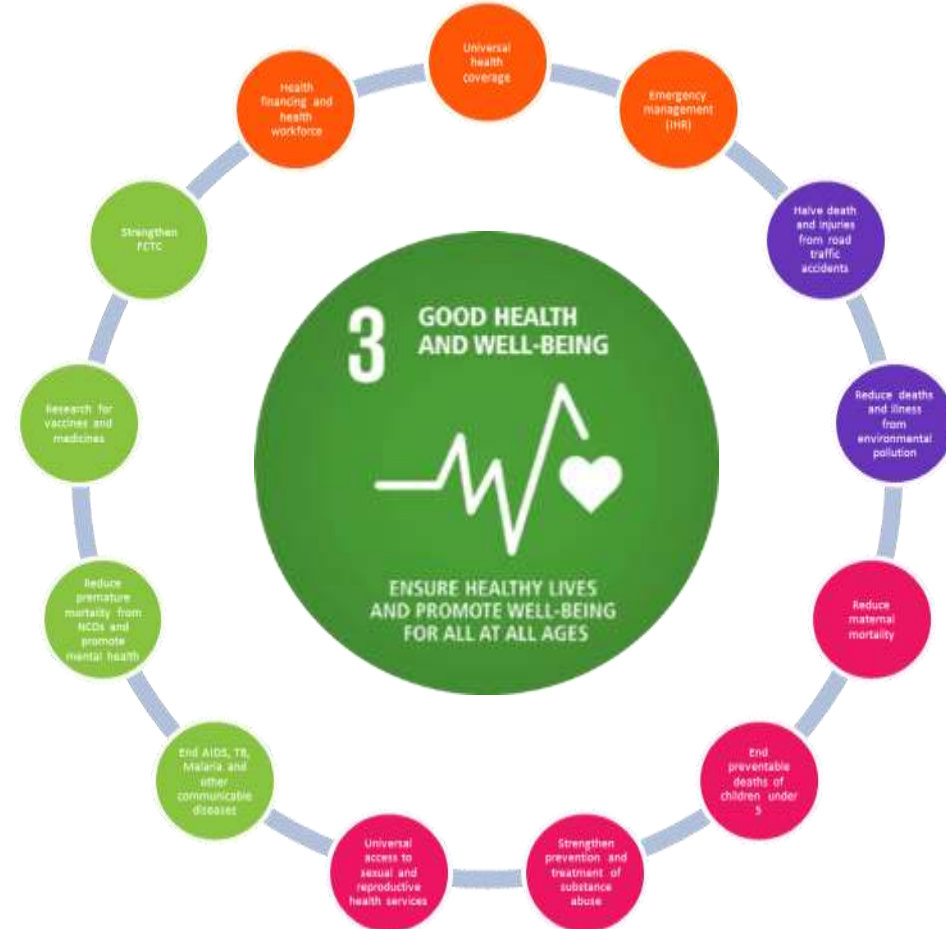 Universal
health
coverage
Emergency
management
(IHR)
Halve death
and injuries
from road
traffic
accidents
Reduce deaths
and illness
from
environmental
pollution
Reduce
maternal
mortality
End
preventable
deaths of
children under
5
Strengthen
prevention and
treatment of
substance
abuse
Universal
access to
sexual and
reproductive
health services
End AIDS, TB,
Malaria and
other
communicable
diseases
Reduce
premature
mortality from
NCDs and
promote
mental health
Research for
vaccines and
medicines
Strengthen
FCTC
Health
financing and
health
workforce
3 GOOD HEALTH
AND WELL-BEING
ENSURE HEALTHY LIVES
AND PROMOTE WELL-BEING
FOR ALL AT ALL AGES